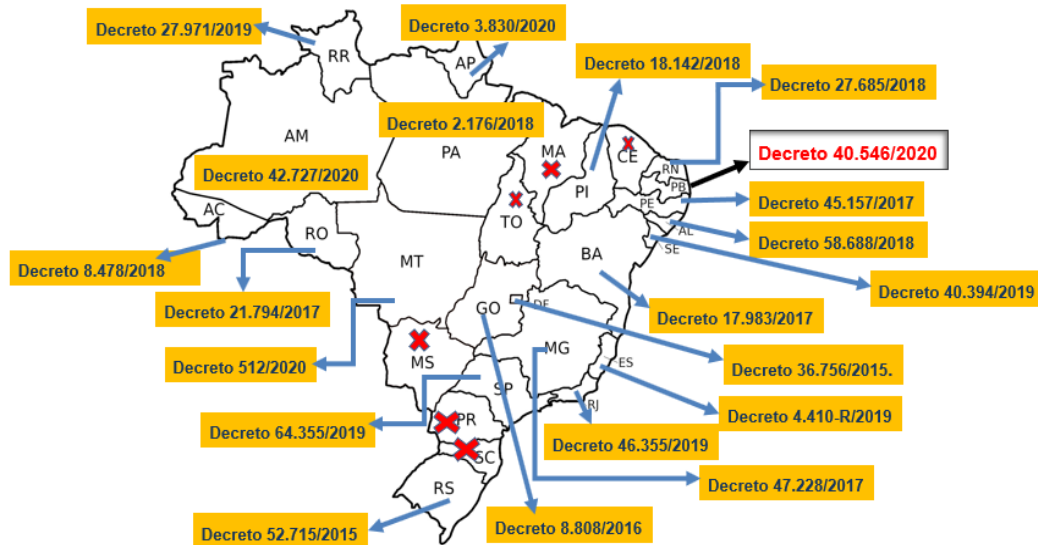 Decreto 27.971/2019
Decreto 3.830/2020
RR
AP
Decreto 18.142/2018
Decreto 27.685/2018
Decreto 2.176/2018
AM
PA
MA
CE
Decreto 40.546/2020
RN
PB
PI
PE
Decreto 42.727/2020
Decreto 45.157/2017
AC
TO
AL
RO
Decreto 58.688/2018
SE
BA
MT
Decreto 8.478/2018
Decreto 40.394/2019
Decreto 21.794/2017
GO
DF
Decreto 17.983/2017
MG
ES
Decreto 512/2020
MS
Decreto 36.756/2015.
SP
RJ
Decreto 4.410-R/2019
PR
Decreto 64.355/2019
Decreto 46.355/2019
SC
RS
Decreto 47.228/2017
Decreto 52.715/2015
Decreto 8.808/2016